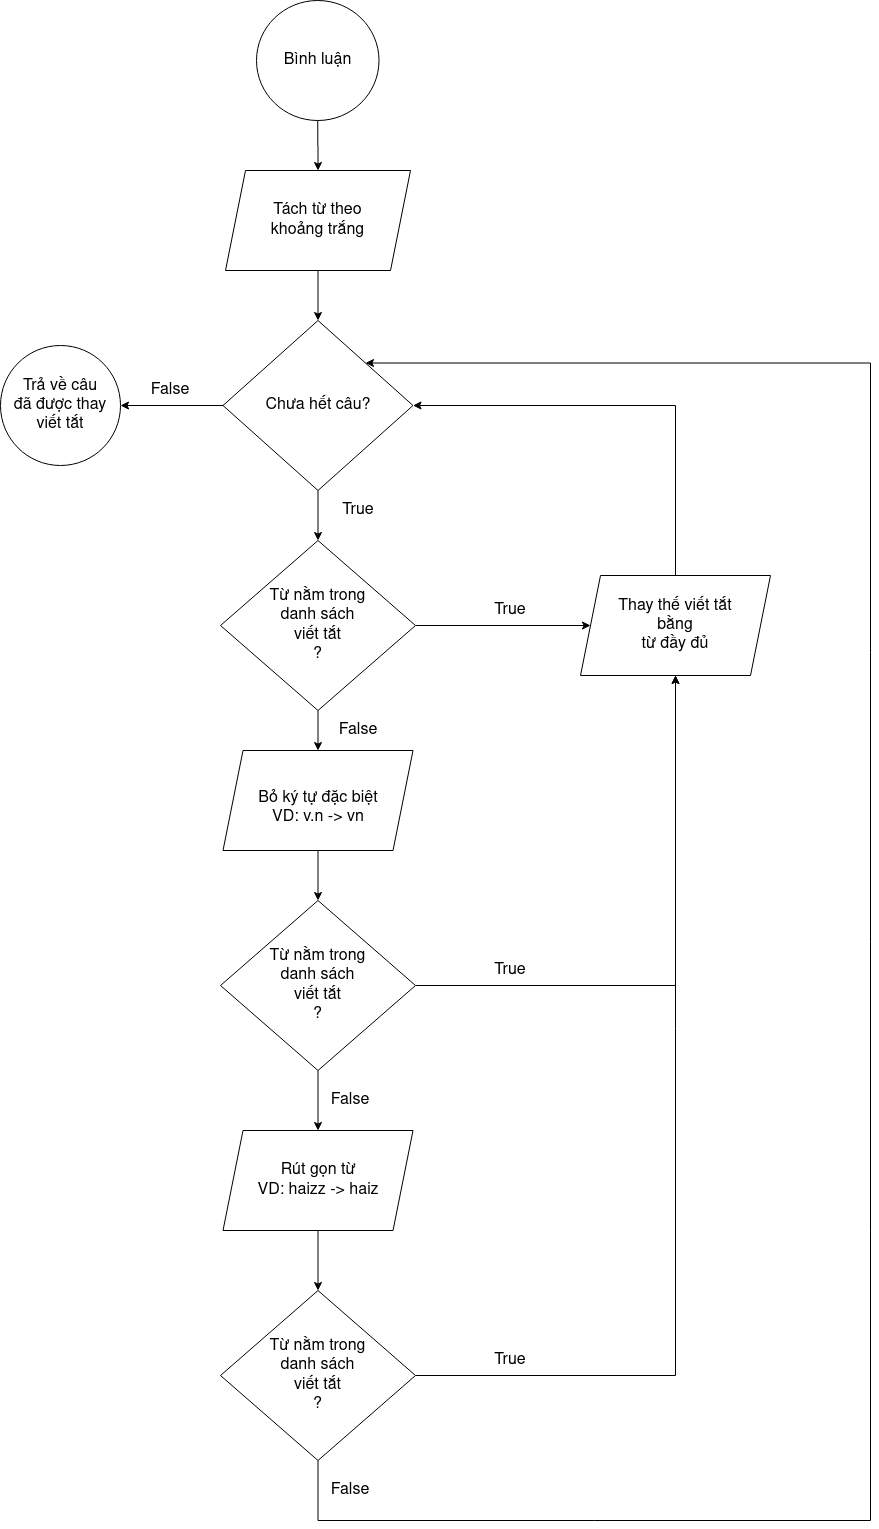 Bình luận
Tách từ theo
khoảng trắng
False
Trả về câu
đã được thay
viết tắt
Chưa hết câu?
True
Từ nằm trong
danh sách
viết tắt
?
True
Thay thế viết tắt
bằng
từ đầy đủ
False
Bỏ ký tự đặc biệt
VD: v.n -> vn
Từ nằm trong
danh sách
viết tắt
?
True
False
Rút gọn từ
VD: haizz -> haiz
Từ nằm trong
danh sách
viết tắt
?
True
False